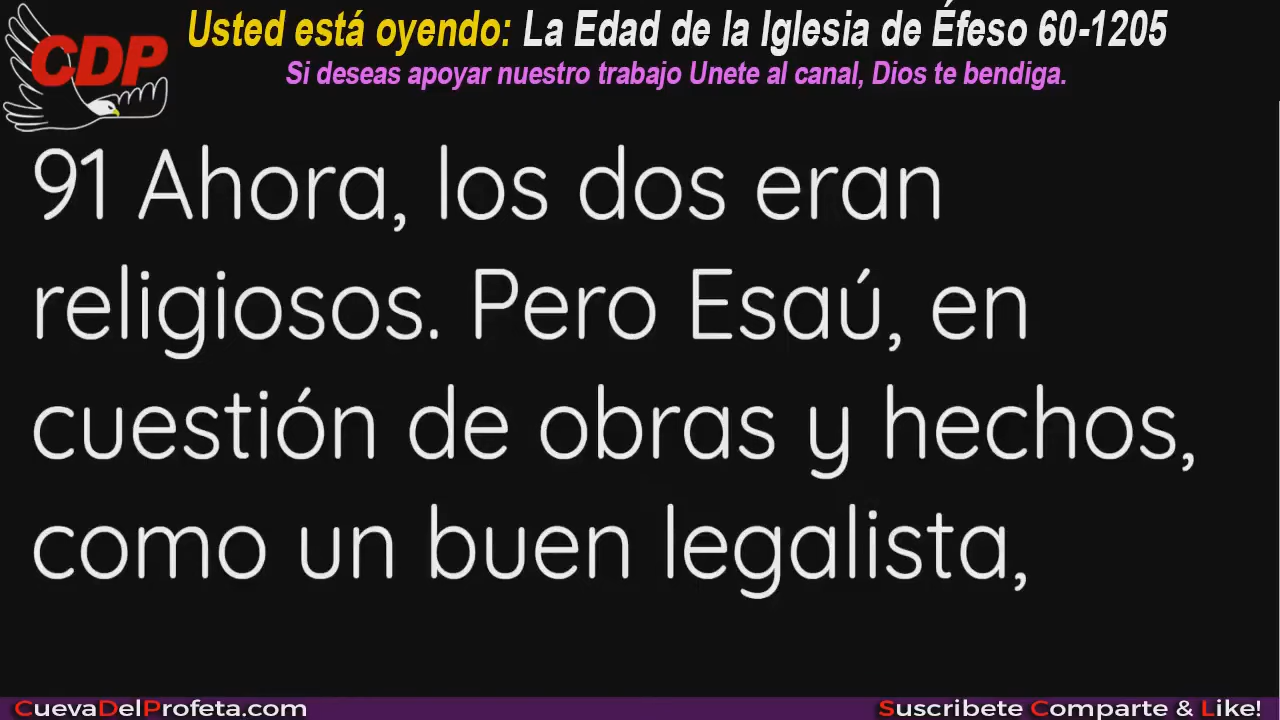 CDP
Usted está oyendo: La Edad de la Iglesia de Éfeso 60-1205
Si deseas apoyar nuestro trabajo Unete al canal, Dios te bendiga.
91 Ahora, los dos eran
religiosos. Pero Esaú, en
cuestión de obras y hechos,
como un buen legalista,
CuevaDelProfeta.com
Suscribete Comparte & Like!